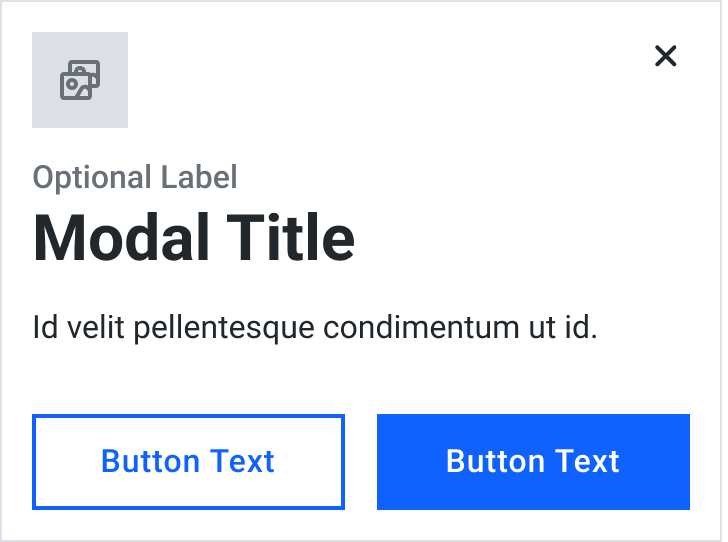 Optional Label
Modal Title
Id velit pellentesque condimentum ut id.
Button Text
Button Text